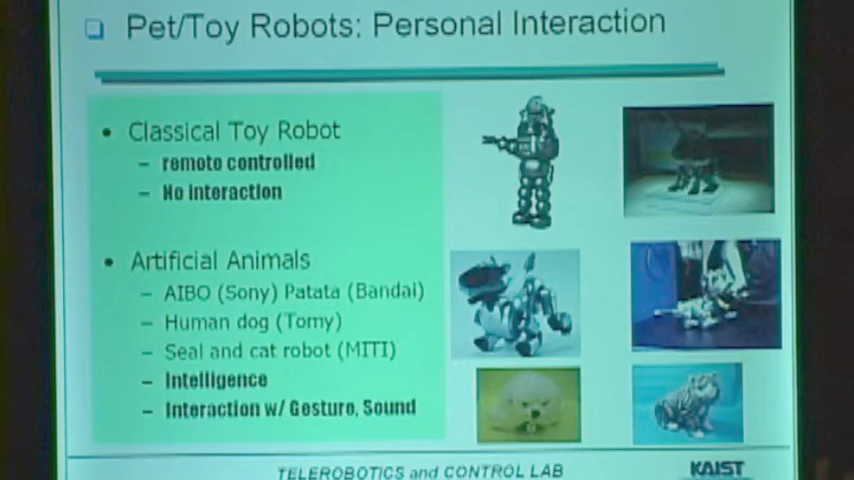 Pet/Toy Robots: Personal Interaction
• Classical Toy Robot
– remote controlled
– No interaction
• Artificial Animals
– AIBO (Sony) Patata (Bandai)
– Human dog (Tomy)
– Seal and cat robot (MITI)
– Intelligence
– Interaction w/ Gesture, Sound
TELEROBOTICS and CONTROL LAB
KAIST